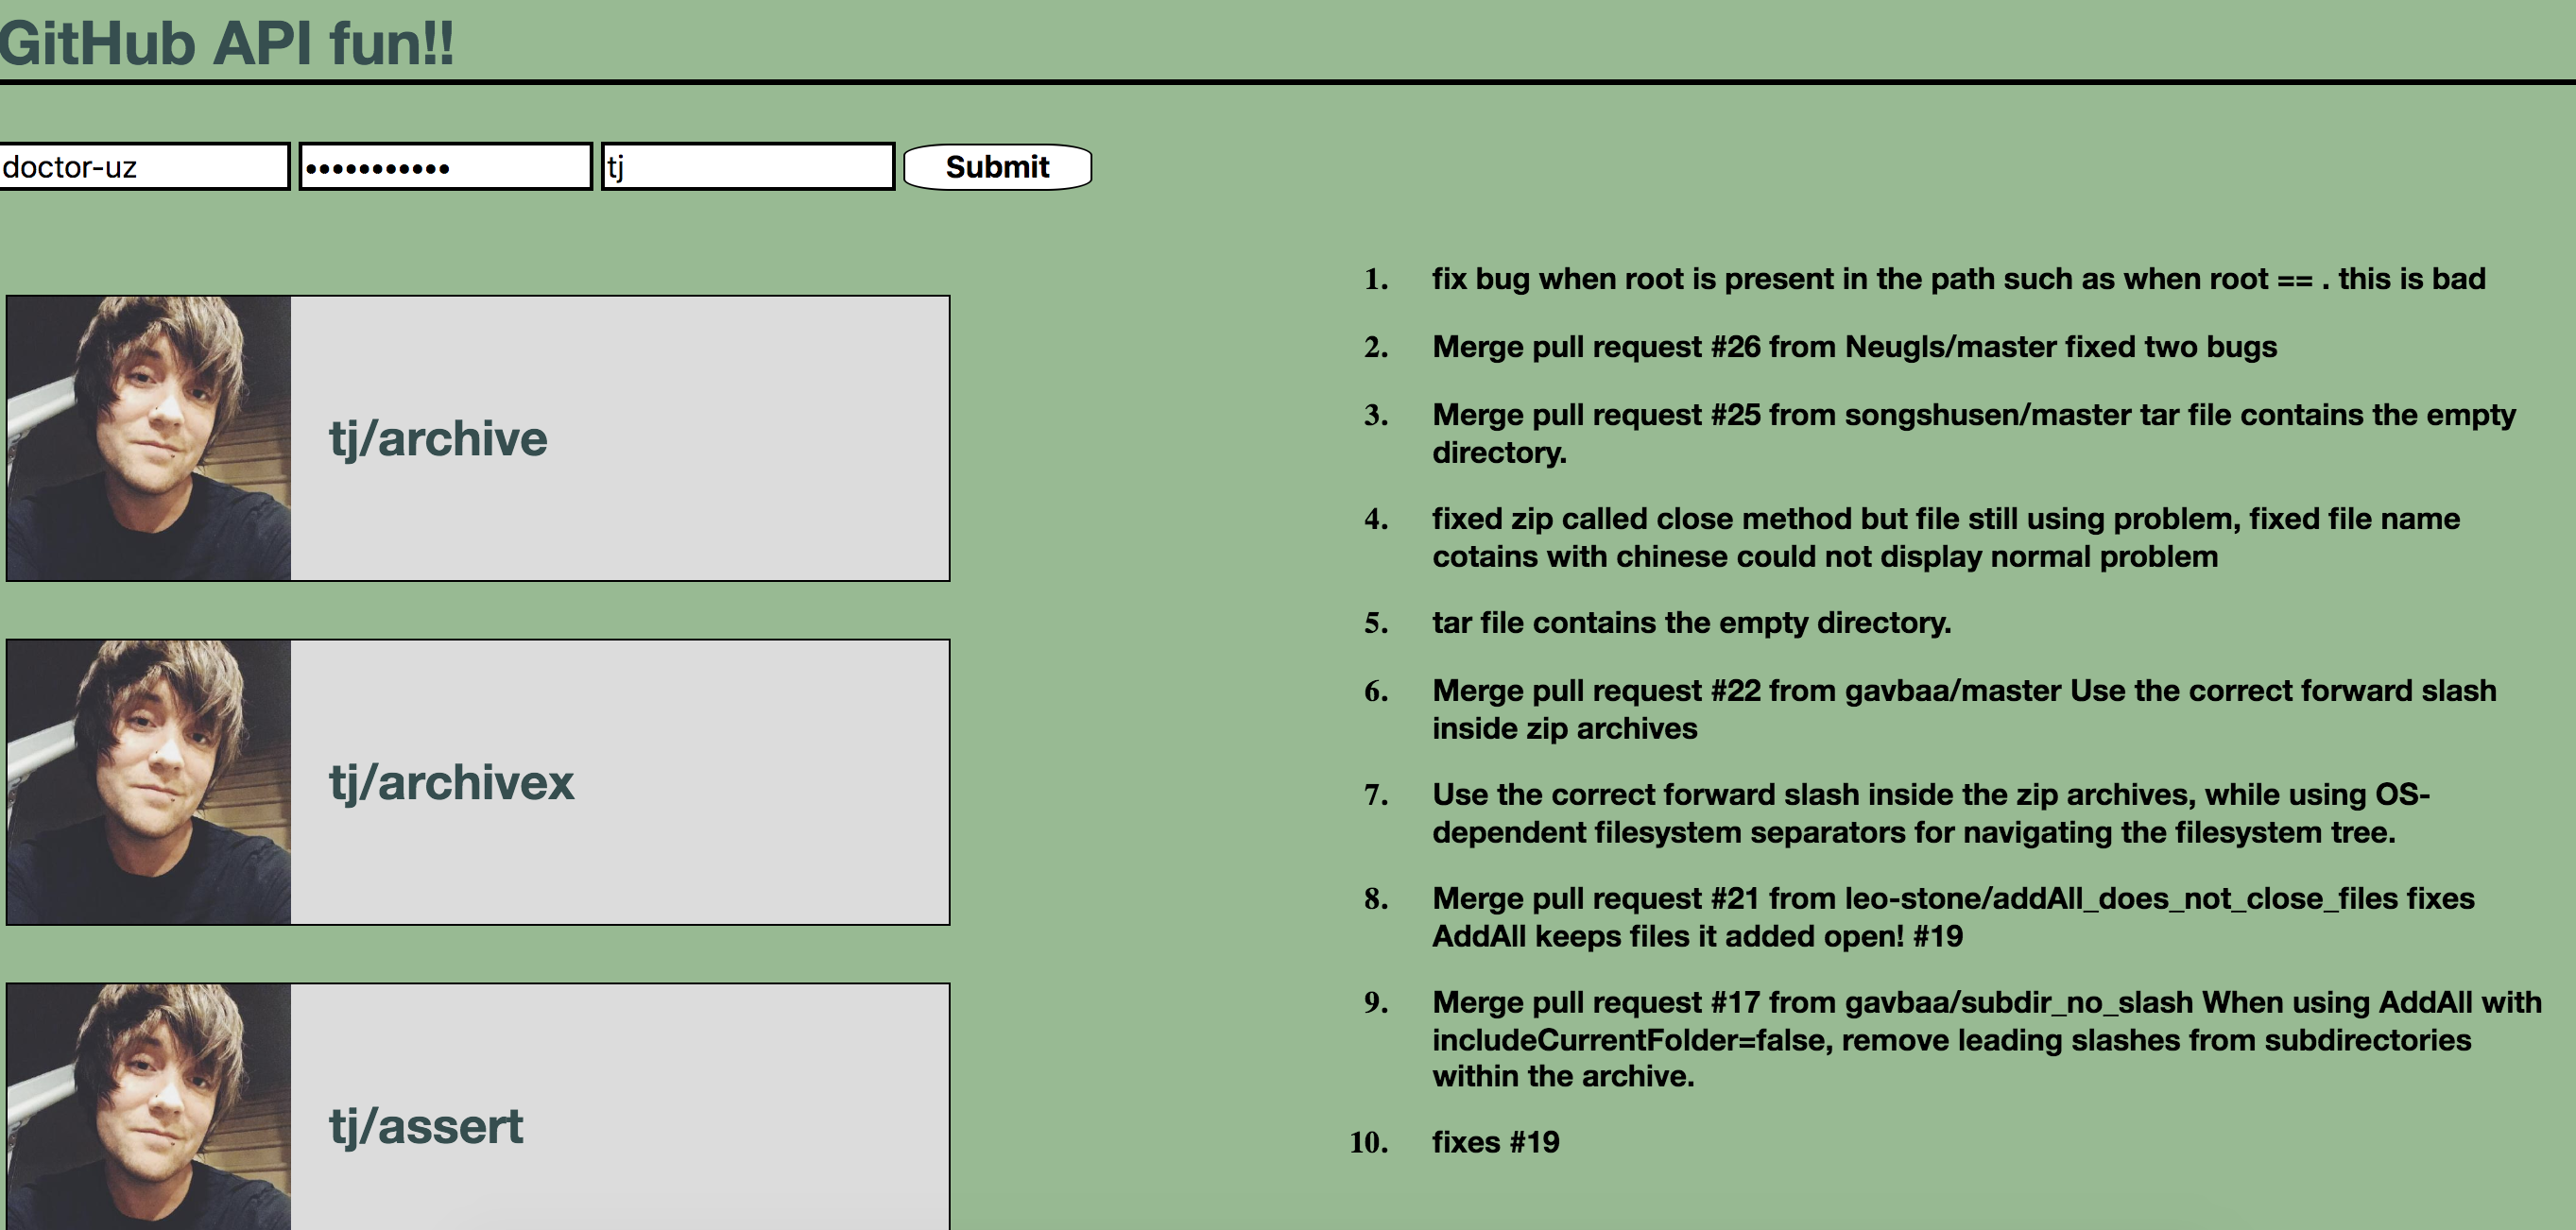 GitHub API fun!!
doctor-uz ••••••••••• tj Submit
tj/archive
tj/archivex
tj/assert
1. fix bug when root is present in the path such as when root == . this is bad
2. Merge pull request #26 from Neugls/master fixed two bugs
3. Merge pull request #25 from songshusen/master tar file contains the empty
directory.
4. fixed zip called close method but file still using problem, fixed file name
cotains with chinese could not display normal problem
5. tar file contains the empty directory.
6. Merge pull request #22 from gavbaa/master Use the correct forward slash
inside zip archives
7. Use the correct forward slash inside the zip archives, while using OS-
dependent filesystem separators for navigating the filesystem tree.
8. Merge pull request #21 from leo-stone/addAll_does_not_close_files fixes
AddAll keeps files it added open! #19
9. Merge pull request #17 from gavbaa/subdir_no_slash When using AddAll with
includeCurrentFolder=false, remove leading slashes from subdirectories
within the archive.
10. fixes #19